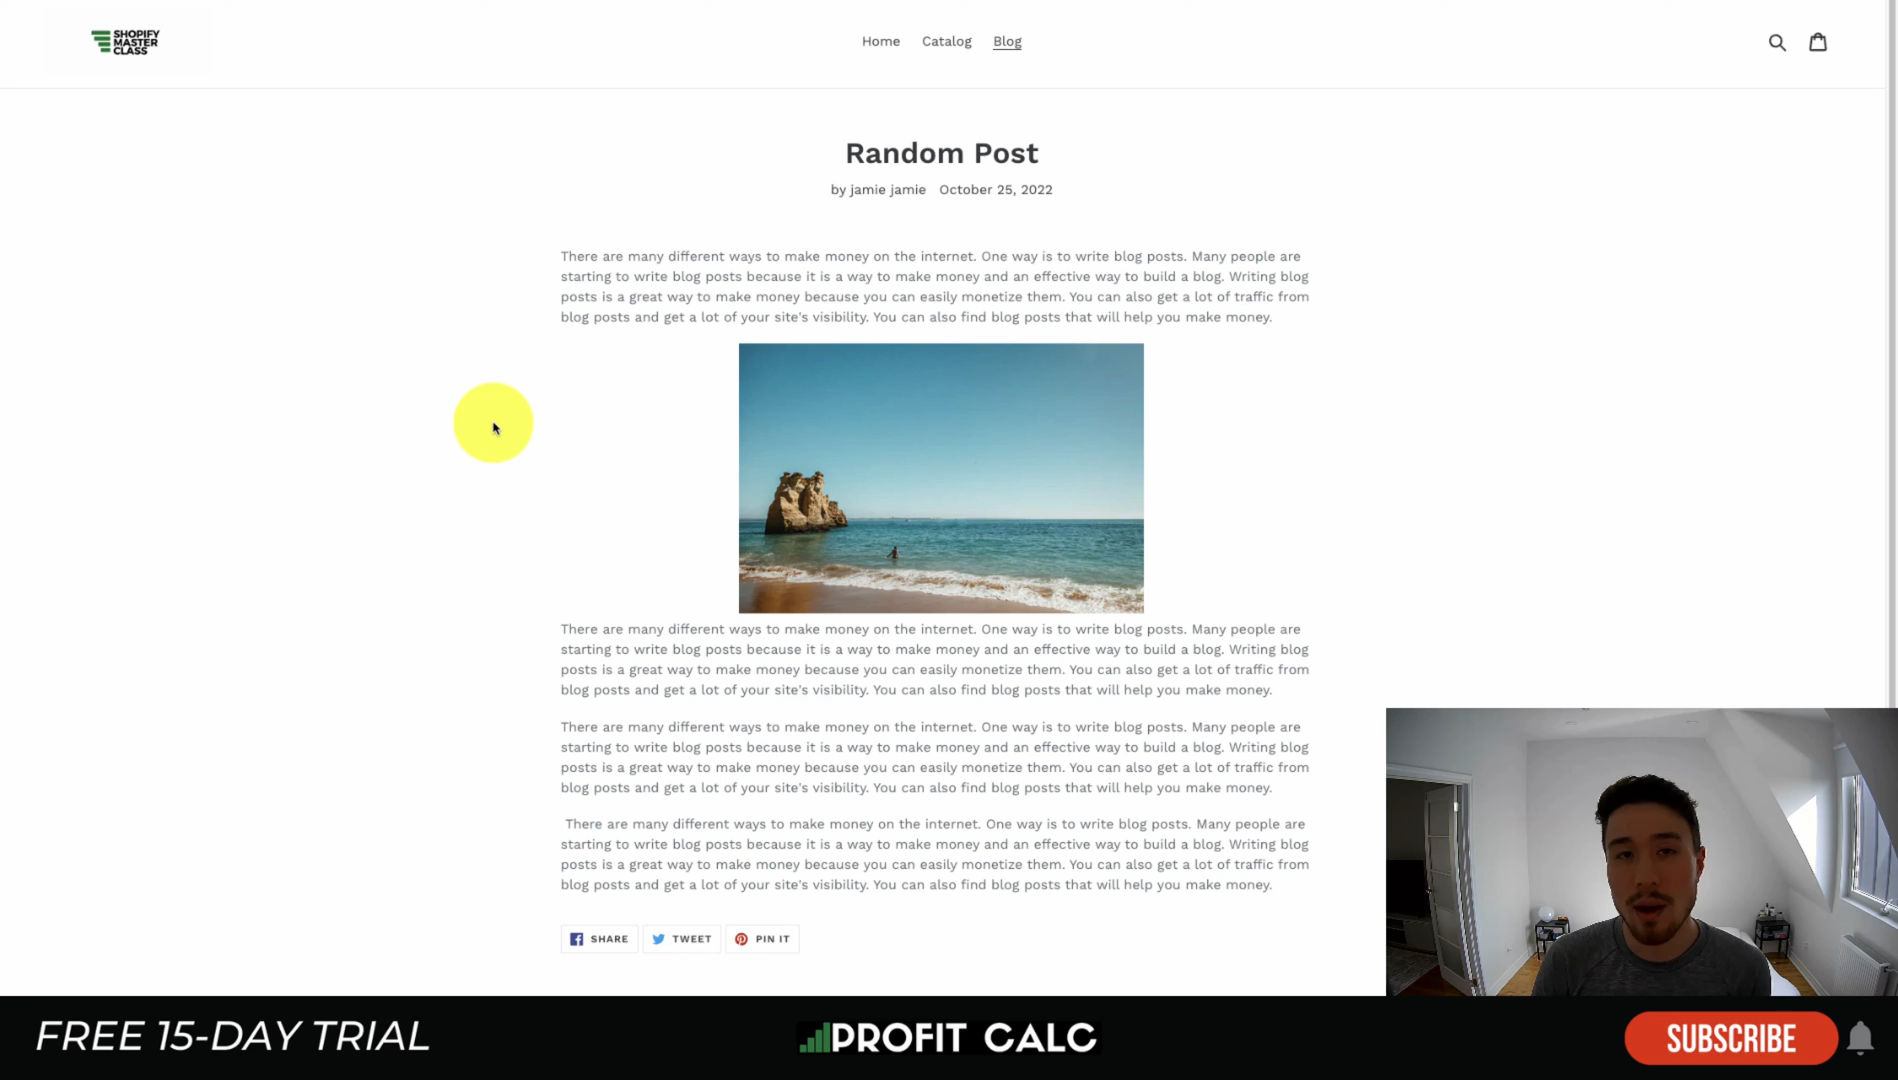 SHOPIFY
MASTER
CLASS
Home Catalog Blog
Random Post
by jamie jamie October 25, 2022
There are many different ways to make money on the internet. One way is to write blog posts. Many people are
starting to write blog posts because it is a way to make money and an effective way to build a blog. Writing blog
posts is a great way to make money because you can easily monetize them. You can also get a lot of traffic from
blog posts and get a lot of your site's visibility. You can also find blog posts that will help you make money.
There are many different ways to make money on the internet. One way is to write blog posts. Many people are
starting to write blog posts because it is a way to make money and an effective way to build a blog. Writing blog
posts is a great way to make money because you can easily monetize them. You can also get a lot of traffic from
blog posts and get a lot of your site's visibility. You can also find blog posts that will help you make money.
There are many different ways to make money on the internet. One way is to write blog posts. Many people are
starting to write blog posts because it is a way to make money and an effective way to build a blog. Writing blog
posts is a great way to make money because you can easily monetize them. You can also get a lot of traffic from
blog posts and get a lot of your site's visibility. You can also find blog posts that will help you make money.
There are many different ways to make money on the internet. One way is to write blog posts. Many people are
starting to write blog posts because it is a way to make money and an effective way to build a blog. Writing blog
posts is a great way to make money because you can easily monetize them. You can also get a lot of traffic from
blog posts and get a lot of your site's visibility. You can also find blog posts that will help you make money.
SHARE TWEET PIN IT
FREE 15-DAY TRIAL PROFIT CALC SUBSCRIBE